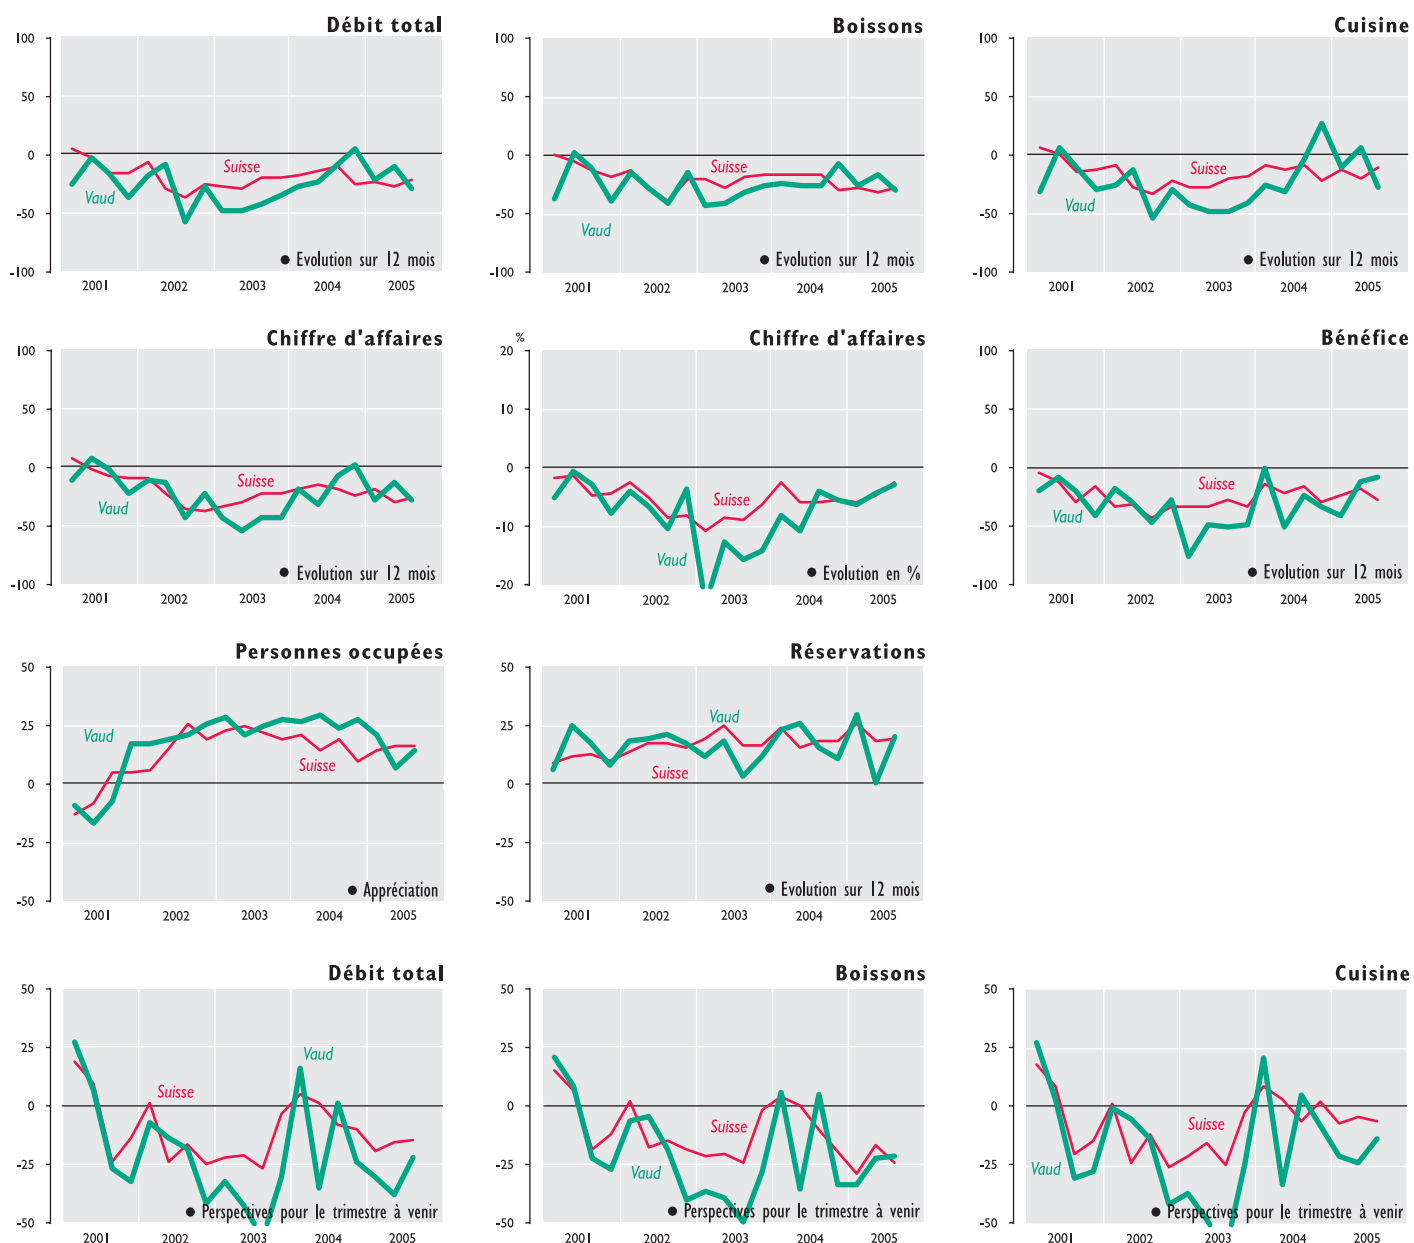 Débit total
100
50
0
-50
-100
Suisse
Vaud
● Evolution sur 12 mois
2001 2002 2003 2004 2005
Boissons
100
50
0
-50
-100
Suisse
Vaud
● Evolution sur 12 mois
2001 2002 2003 2004 2005
Cuisine
100
50
0
-50
-100
Suisse
Vaud
● Evolution sur 12 mois
2001 2002 2003 2004 2005
Chiffre d'affaires
100
50
0
-50
-100
Suisse
Vaud
● Evolution sur 12 mois
2001 2002 2003 2004 2005
Chiffre d'affaires
%
20
10
0
-10
-20
Suisse
Vaud
● Evolution en %
2001 2002 2003 2004 2005
Bénéfice
100
50
0
-50
-100
Suisse
Vaud
● Evolution sur 12 mois
2001 2002 2003 2004 2005
Personnes occupées
50
25
0
-25
-50
Vaud
Suisse
● Appréciation
2001 2002 2003 2004 2005
Réservations
50
25
0
-25
-50
Vaud
Suisse
● Evolution sur 12 mois
2001 2002 2003 2004 2005
Débit total
50
25
0
-25
-50
Vaud
Suisse
● Perspectives pour le trimestre à venir
2001 2002 2003 2004 2005
Boissons
50
25
0
-25
-50
Suisse
Vaud
● Perspectives pour le trimestre à venir
2001 2002 2003 2004 2005
Cuisine
50
25
0
-25
-50
Suisse
Vaud
● Perspectives pour le trimestre à venir
2001 2002 2003 2004 2005